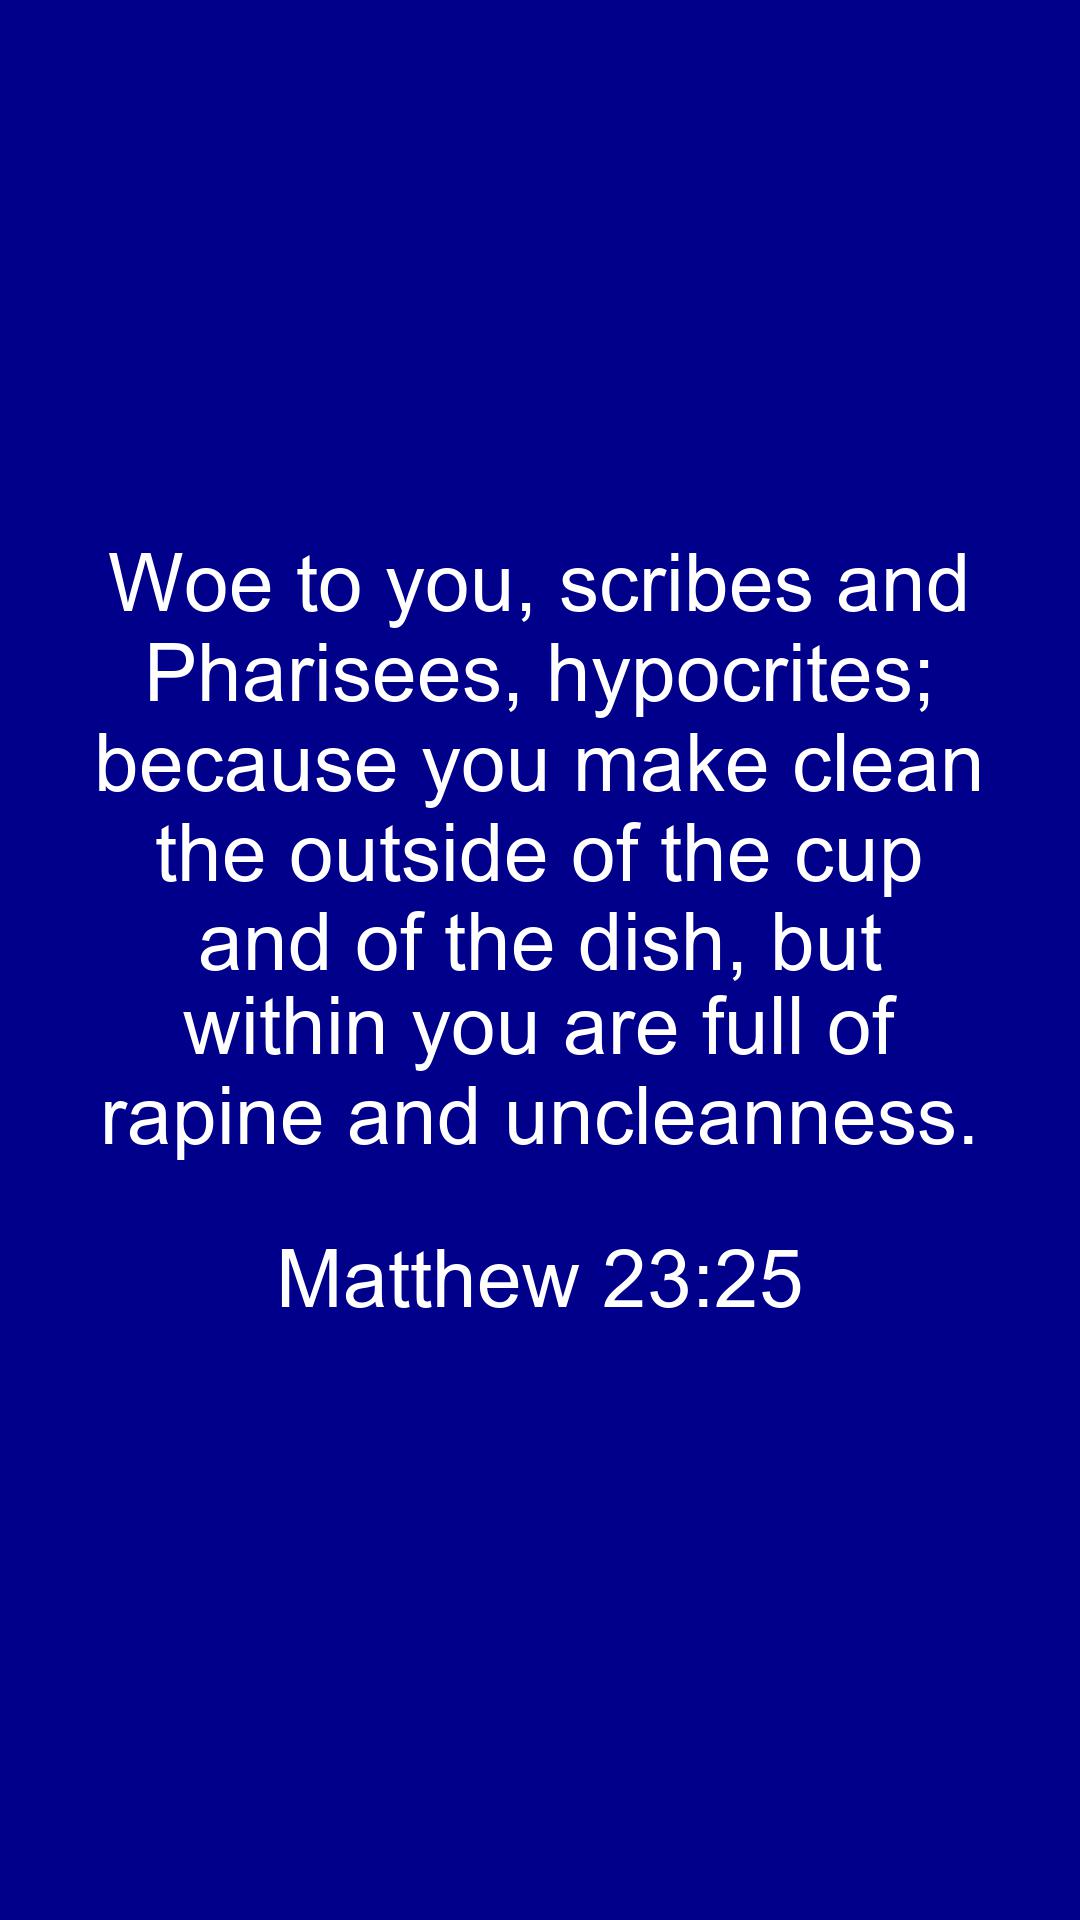 Woe to you, scribes and
Pharisees, hypocrites;
because you make clean
the outside of the cup
and of the dish, but
within you are full of
rapine and uncleanness.
Matthew 23:25